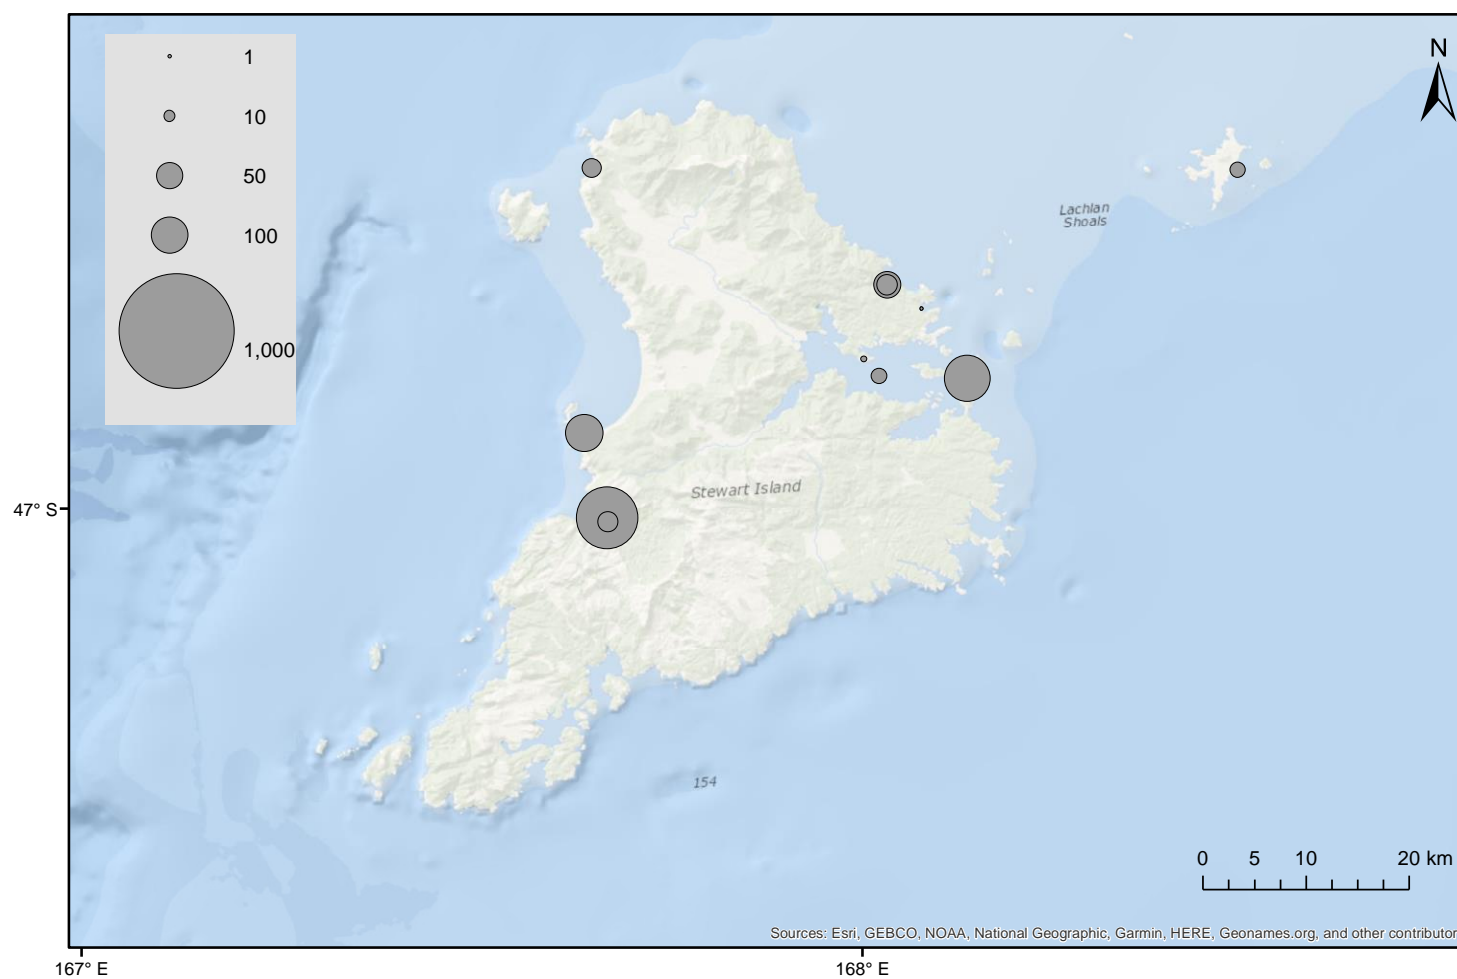 1
N
10
50
Lachlan
Shoals
100
1,000
Stewart Island
47° S
154
0 5 10 20 km
Sources: Esri, GEBCO, NOAA, National Geographic, Garmin, HERE, Geonames.org, and other contributor
167° E 168° E